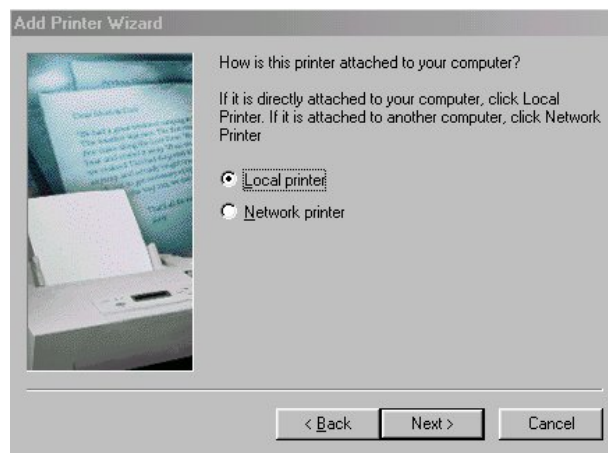 Add Printer Wizard
How is this printer attached to your computer?
If it is directly attached to your computer, click Local
Printer. If it is attached to another computer, click Network
Printer
Local printer
Network printer
< Back
Next >
Cancel